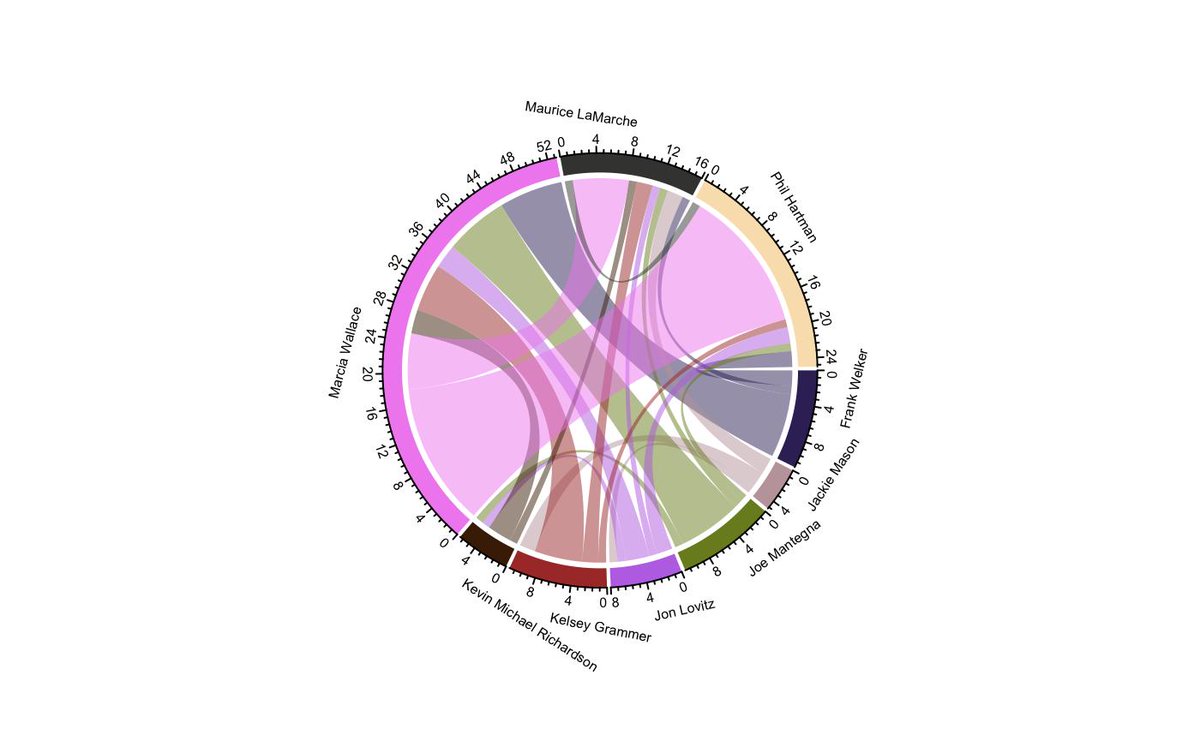 Maurice LaMarche
0 4 8 12 16
Phil Hartman
0 4 8 12 16 20 24
Frank Welker
0 4 8
Jackie Mason
0 4
Joe Mantegna
0 4 8
Jon Lovitz
0 4 8
Kelsey Grammer
0 4 8
Kevin Michael Richardson
0 4
Marcia Wallace
0 4 8 12 16 20 24 28 32 36 40 44 48 52